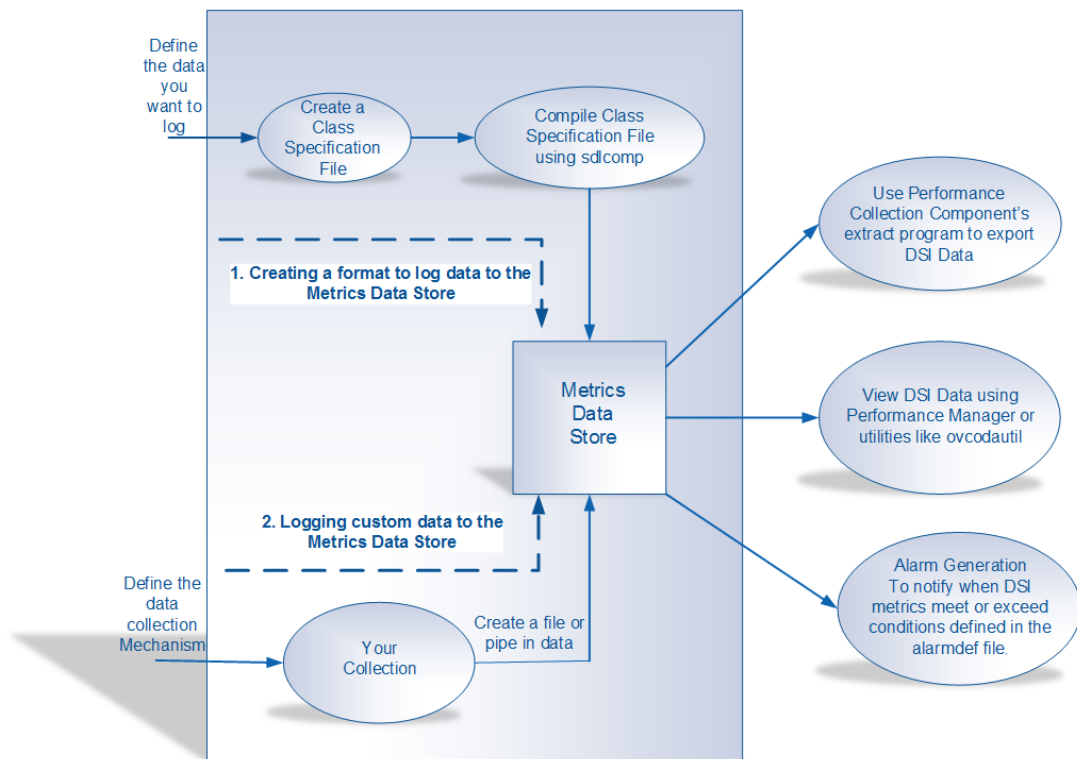 Define
the data
you
want to
log
Create a
Class
Specification
File
Compile Class
Specification File
using sdlcomp
Use Performance
Collection Component's
extract program to export
DSI Data
1. Creating a format to log data to the
Metrics Data Store
Metrics
Data
Store
View DSI Data using
Performance Manager or
utilities like ovcodautil
2. Logging custom data to the
Metrics Data Store
Define the
data
collection
Mechanism
Your
Collection
Create a file or
pipe in data
Alarm Generation
To notify when DSI
metrics meet or exceed
conditions defined in the
alarmdef file.